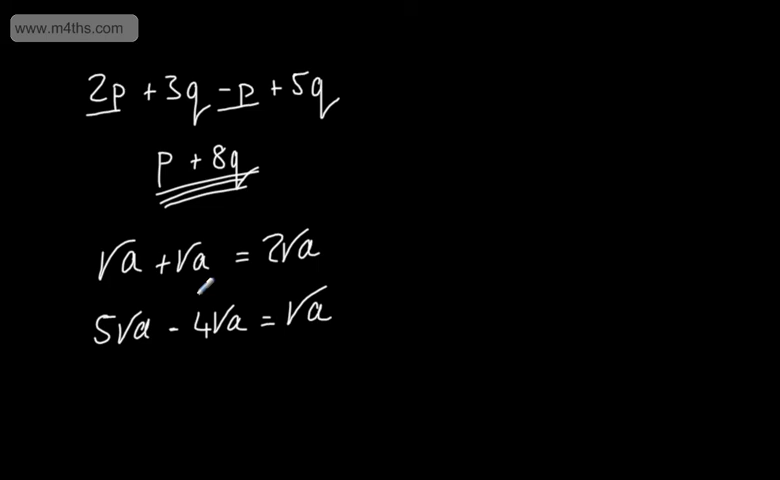 www.m4ths.com
2p + 3q - p + 5q
p + 8q
√a + √a = 2√a
5√a - 4√a = √a